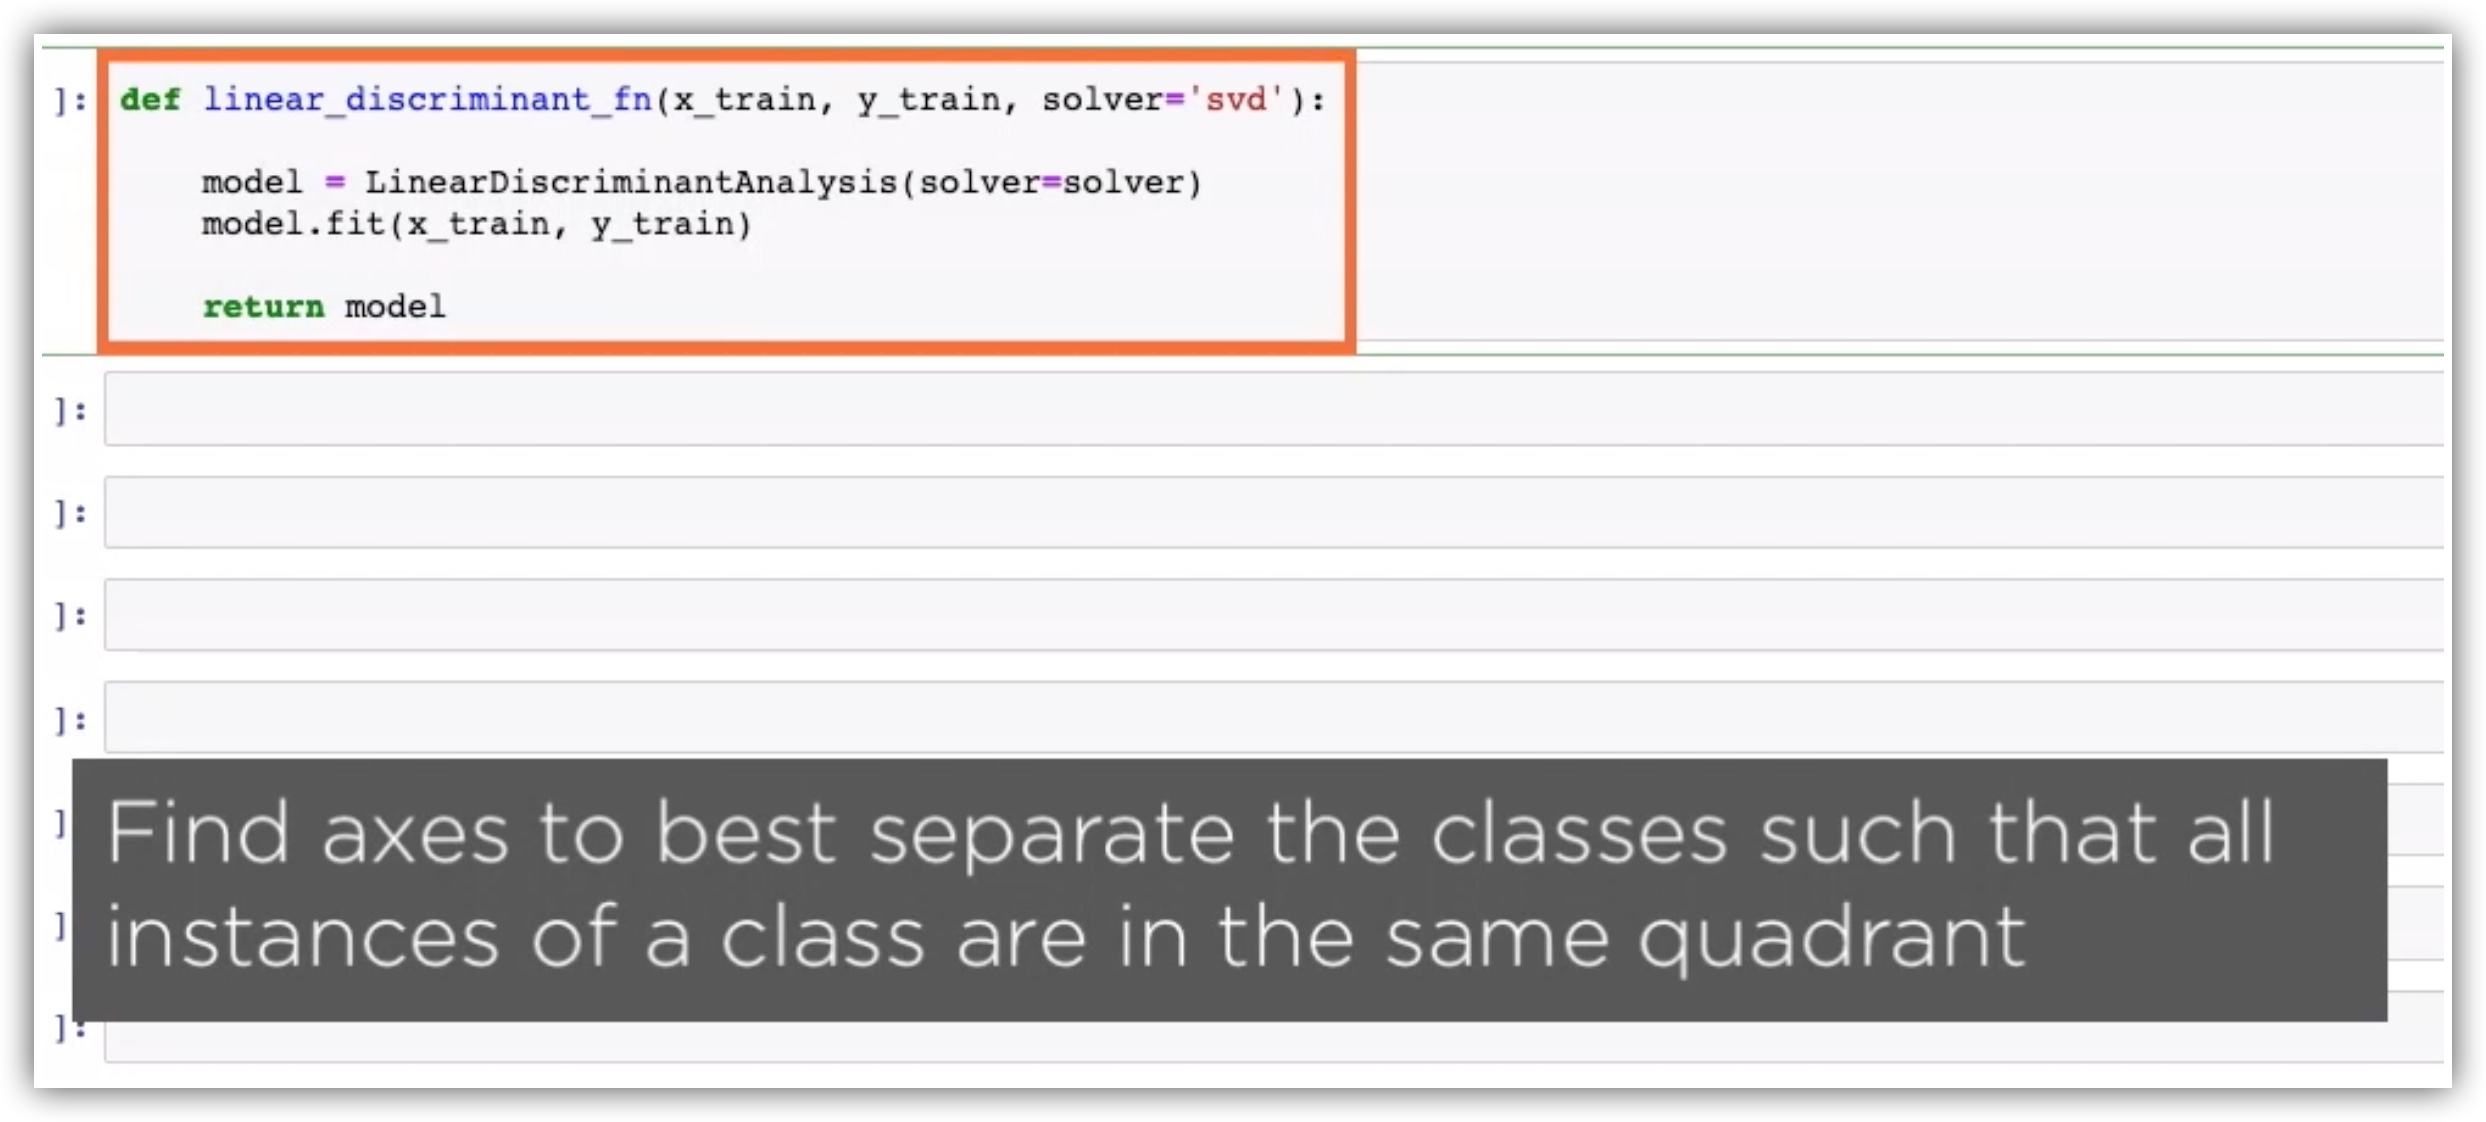 ]: def linear_discriminant_fn(x_train, y_train, solver='svd'):
model = LinearDiscriminantAnalysis(solver=solver)
model.fit(x_train, y_train)
return model
]:
]:
]:
]:
]
Find axes to best separate the classes such that all
]
instances of a class are in the same quadrant
]: